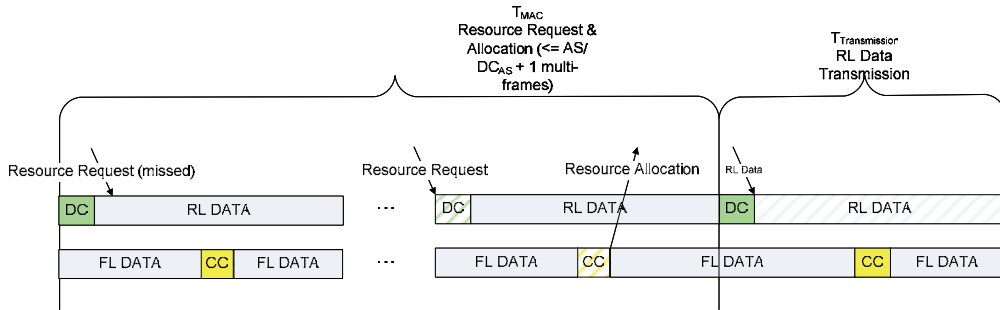 T_MAC
Resource Request &
Allocation (<= AS/
DC_AS + 1 multi-
frames)
T_Transmission
RL Data
Transmission
Resource Request (missed)
Resource Request
Resource Allocation
RL Data
DC RL DATA ... DC RL DATA DC RL DATA
FL DATA CC FL DATA ... FL DATA CC FL DATA CC FL DATA